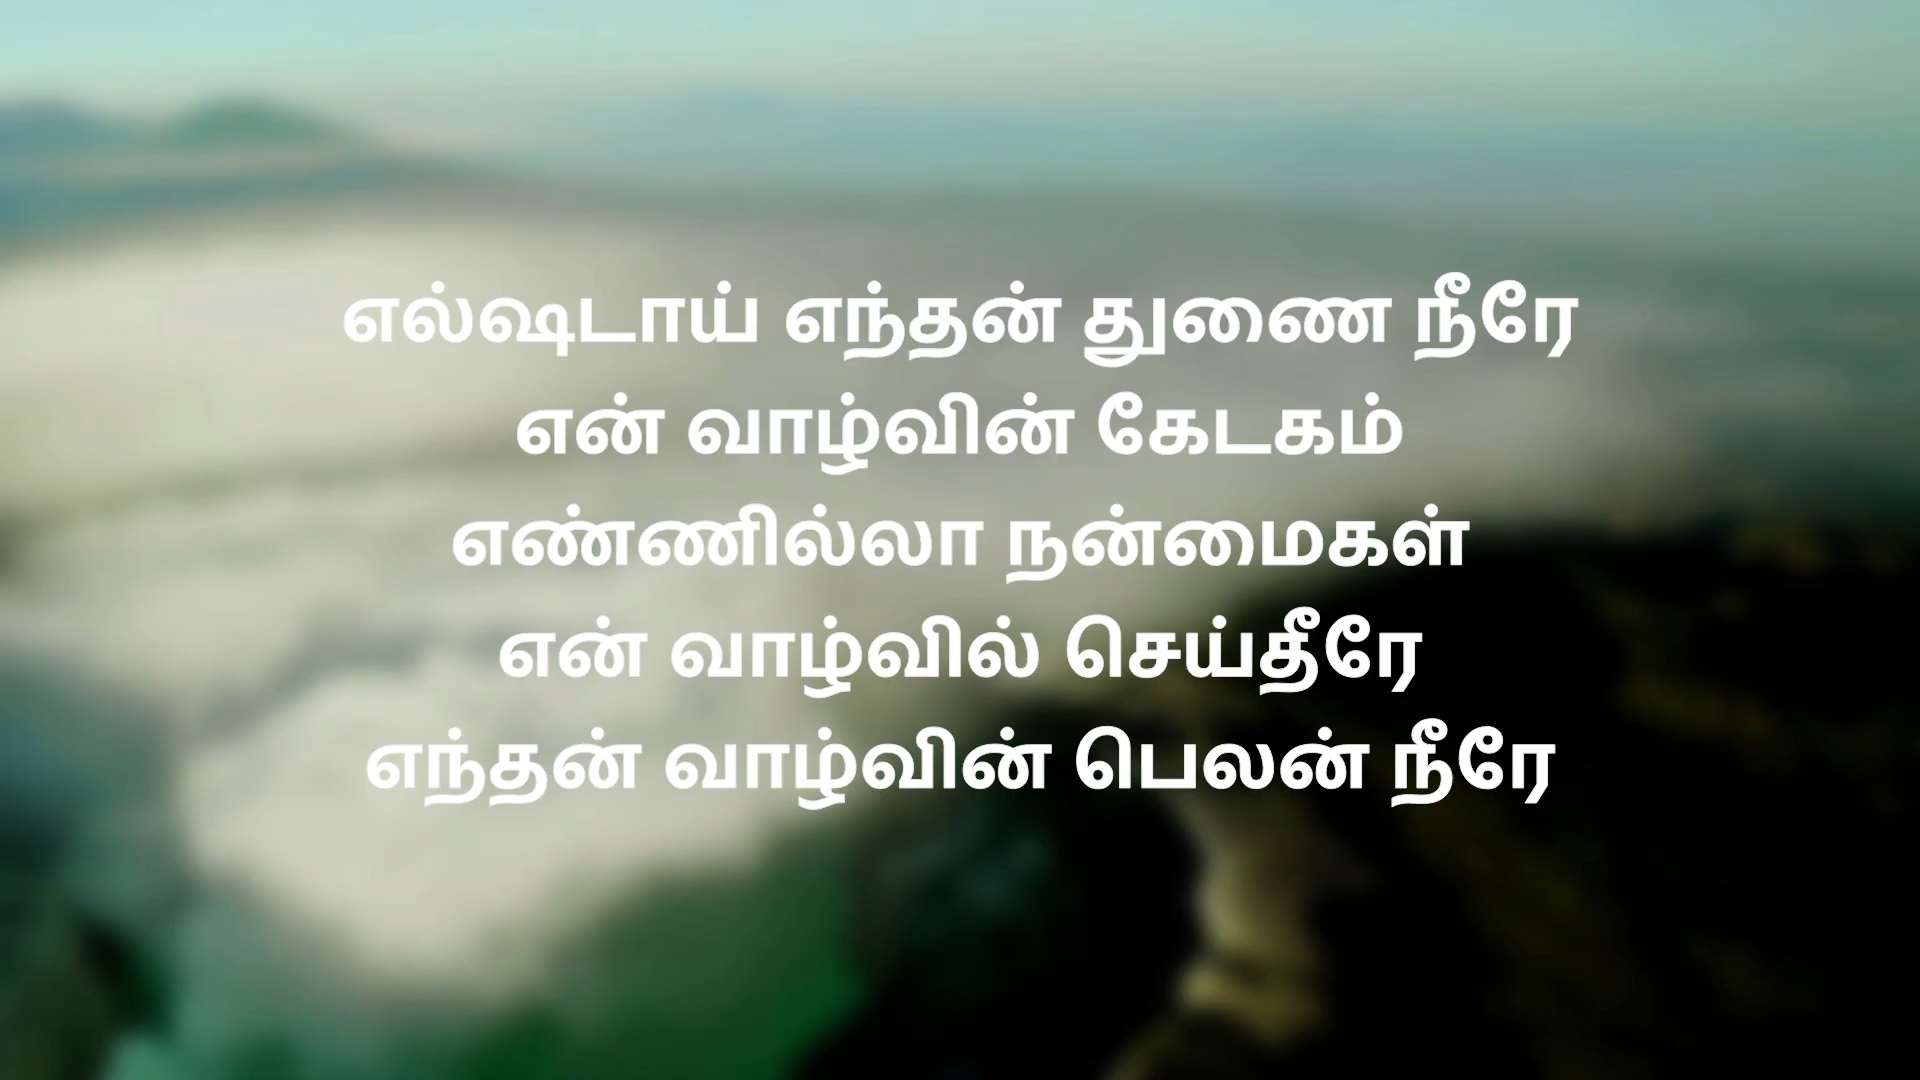 எல்ஷடாய் எந்தன் துணை நீரே
என் வாழ்வின் கேடகம்
எண்ணில்லா நன்மைகள்
என் வாழ்வில் செய்தீரே
எந்தன் வாழ்வின் பெலன் நீரே